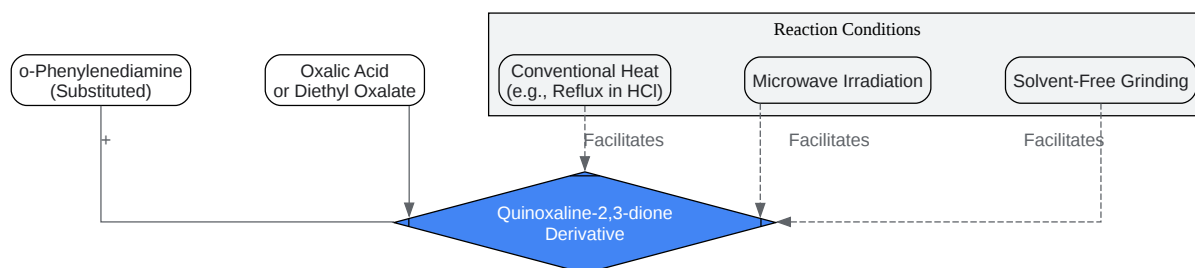 Reaction Conditions
o-Phenylenediamine
(Substituted)
Oxalic Acid
or Diethyl Oxalate
Conventional Heat
(e.g., Reflux in HCl)
Microwave Irradiation
Solvent-Free Grinding
+
Facilitates
Facilitates
Facilitates
Quinoxaline-2,3-dione
Derivative